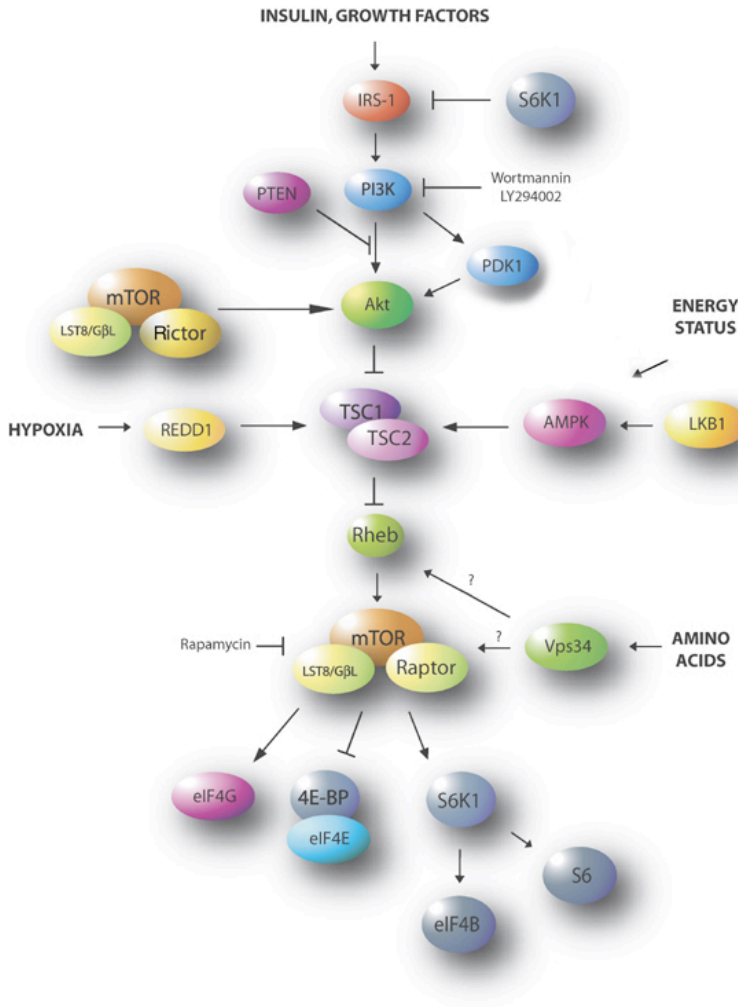 INSULIN, GROWTH FACTORS
IRS-1
S6K1
PTEN
PI3K
Wortmannin
LY294002
PDK1
mTOR
LST8/GβL
Rictor
Akt
ENERGY
STATUS
HYPOXIA
REDD1
TSC1
TSC2
AMPK
LKB1
Rheb
?
?
Rapamycin
mTOR
LST8/GβL
Raptor
Vps34
AMINO
ACIDS
eIF4G
4E-BP
eIF4E
S6K1
S6
eIF4B